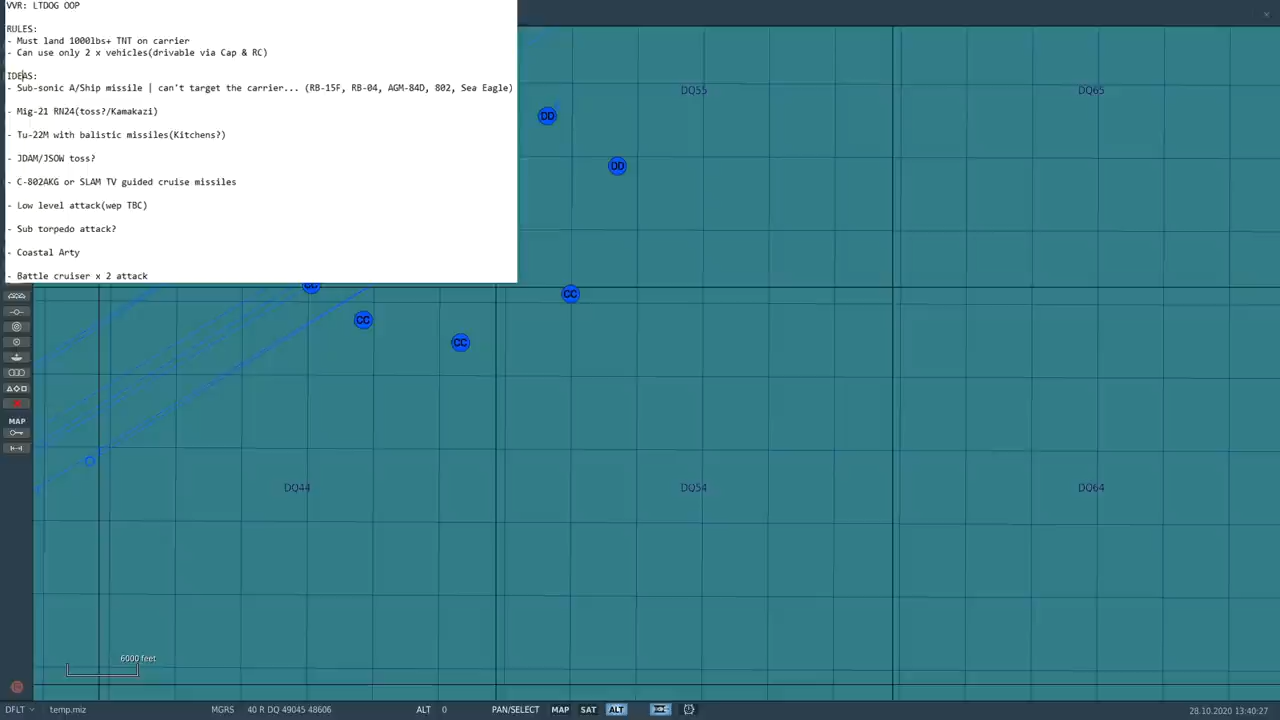 VVR: LTDOG OOP
RULES:
- Must land 1000lbs+ TNT on carrier
- Can use only 2 x vehicles(drivable via Cap & RC)
IDEAS:
- Sub-sonic A/Ship missile | can't target the carrier... (RB-15F, RB-04, AGM-84D, 802, Sea Eagle)
- Mig-21 RN24(toss?/Kamakazi)
- Tu-22M with balistic missiles(Kitchens?)
- JDAM/JSOW toss?
- C-802AKG or SLAM TV guided cruise missiles
- Low level attack(wep TBC)
- Sub torpedo attack?
- Coastal Arty
- Battle cruiser x 2 attack
DQ55
DQ65
DD
DD
CC
CC
CC
CC
MAP
DQ44
DQ54
DQ64
6000 feet
DFLT
temp.miz
MGRS
40 R DQ 49045 48606
ALT
0
PAN/SELECT
MAP
SAT
ALT
28.10.2020 13:40:27